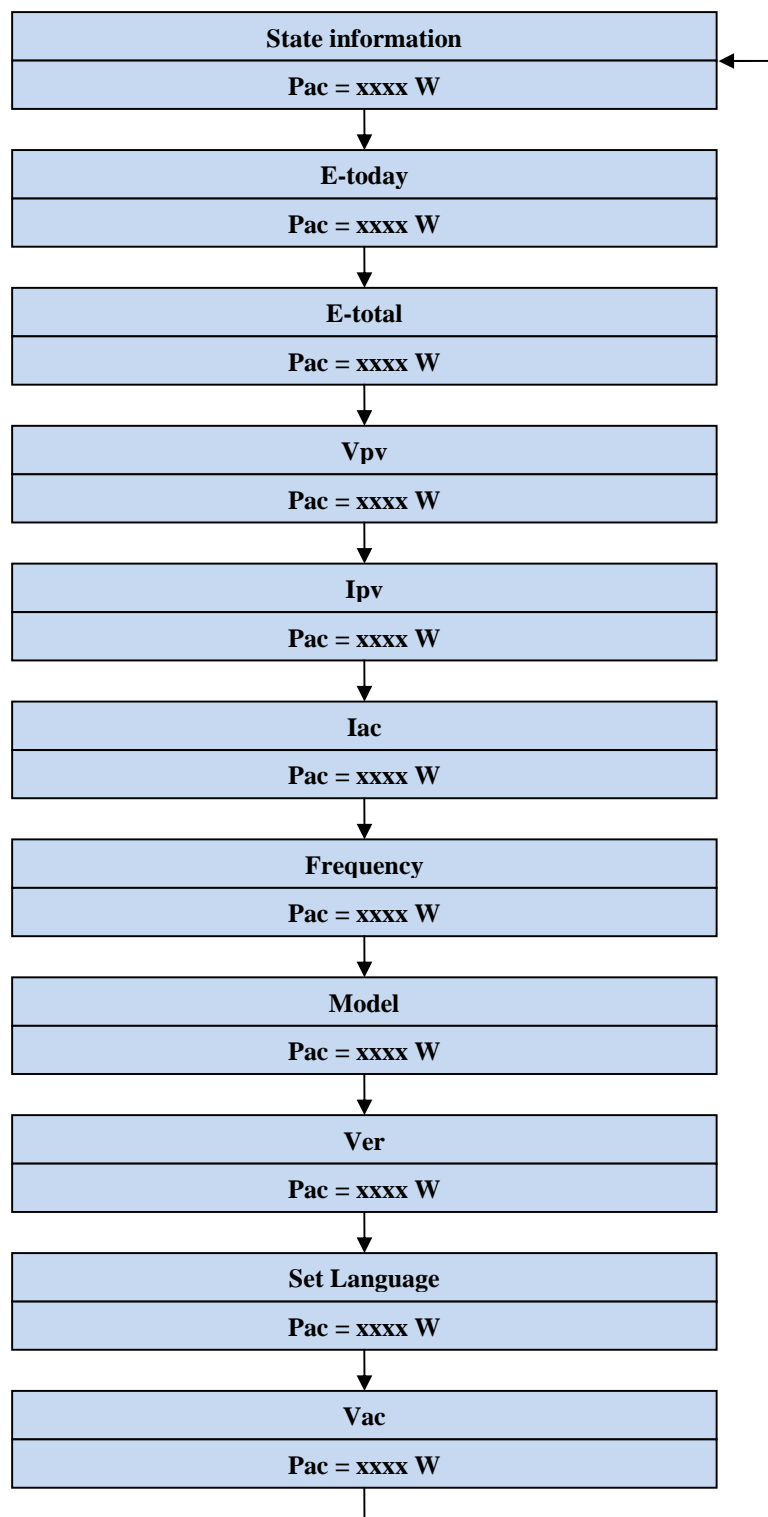 State information
Pac = xxxx W
E-today
Pac = xxxx W
E-total
Pac = xxxx W
Vpv
Pac = xxxx W
Ipv
Pac = xxxx W
Iac
Pac = xxxx W
Frequency
Pac = xxxx W
Model
Pac = xxxx W
Ver
Pac = xxxx W
Set Language
Pac = xxxx W
Vac
Pac = xxxx W